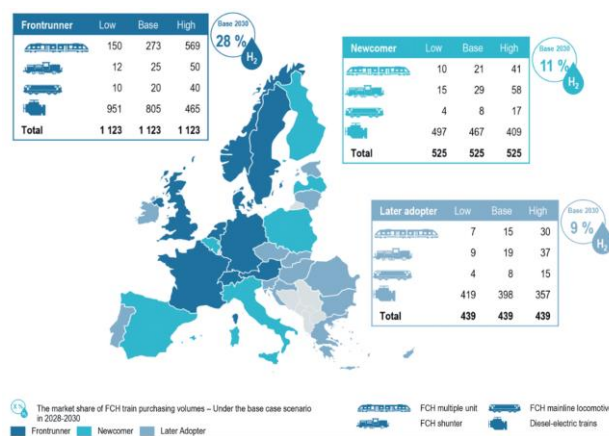 Frontrunner Low Base High
150 273 569
12 25 50
10 20 40
951 805 465
Total 1 123 1 123 1 123
Base 2030
28 %
H2
Newcomer Low Base High
10 21 41
15 29 58
4 8 17
497 467 409
Total 525 525 525
Base 2030
11 %
H2
Later adopter Low Base High
7 15 30
9 19 37
4 8 15
419 398 357
Total 439 439 439
Base 2030
9 %
H2
The market share of FCH train purchasing volumes – Under the base case scenario
in 2028-2030
Frontrunner Newcomer Later Adopter
FCH multiple unit FCH mainline locomotive
FCH shunter Diesel-electric trains